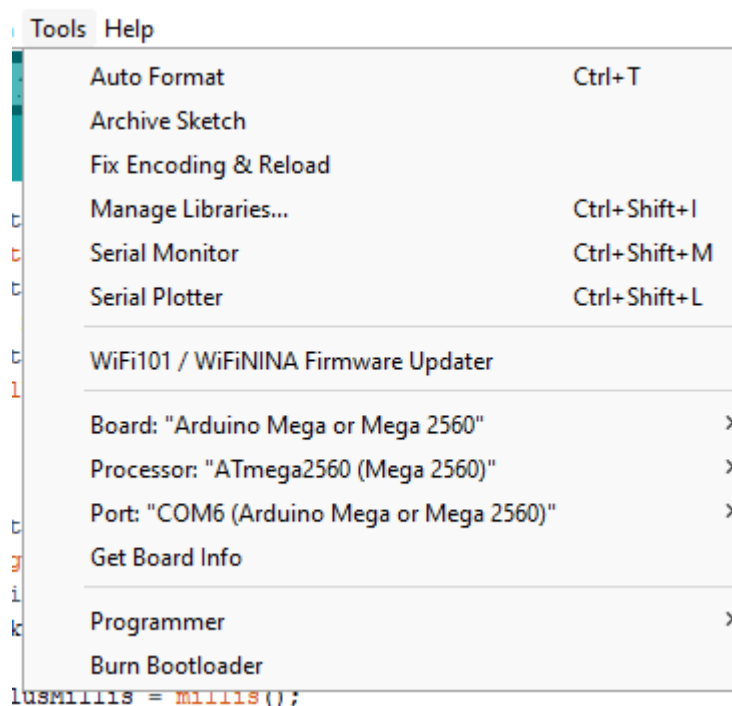 Tools Help
Auto Format Ctrl+T
Archive Sketch
Fix Encoding & Reload
Manage Libraries... Ctrl+Shift+I
Serial Monitor Ctrl+Shift+M
Serial Plotter Ctrl+Shift+L
WiFi101 / WiFiNINA Firmware Updater
Board: "Arduino Mega or Mega 2560"
Processor: "ATmega2560 (Mega 2560)"
Port: "COM6 (Arduino Mega or Mega 2560)"
Get Board Info
Programmer
Burn Bootloader
lusMillis = millis();